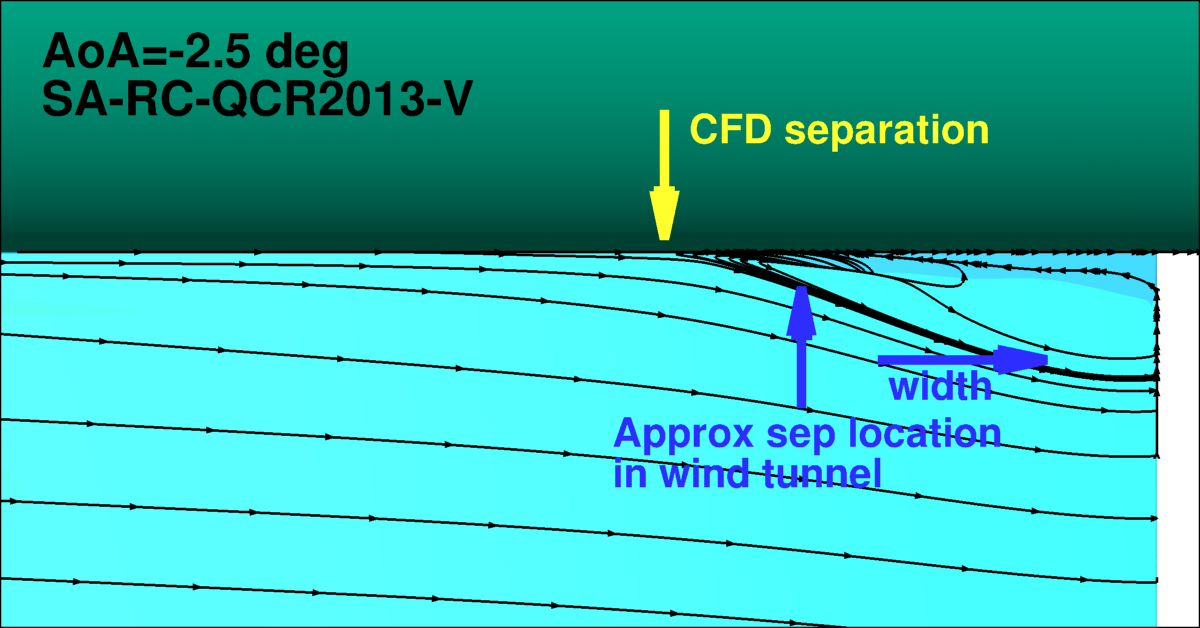 AoA=-2.5 deg
SA-RC-QCR2013-V
CFD separation
width
Approx sep location
in wind tunnel